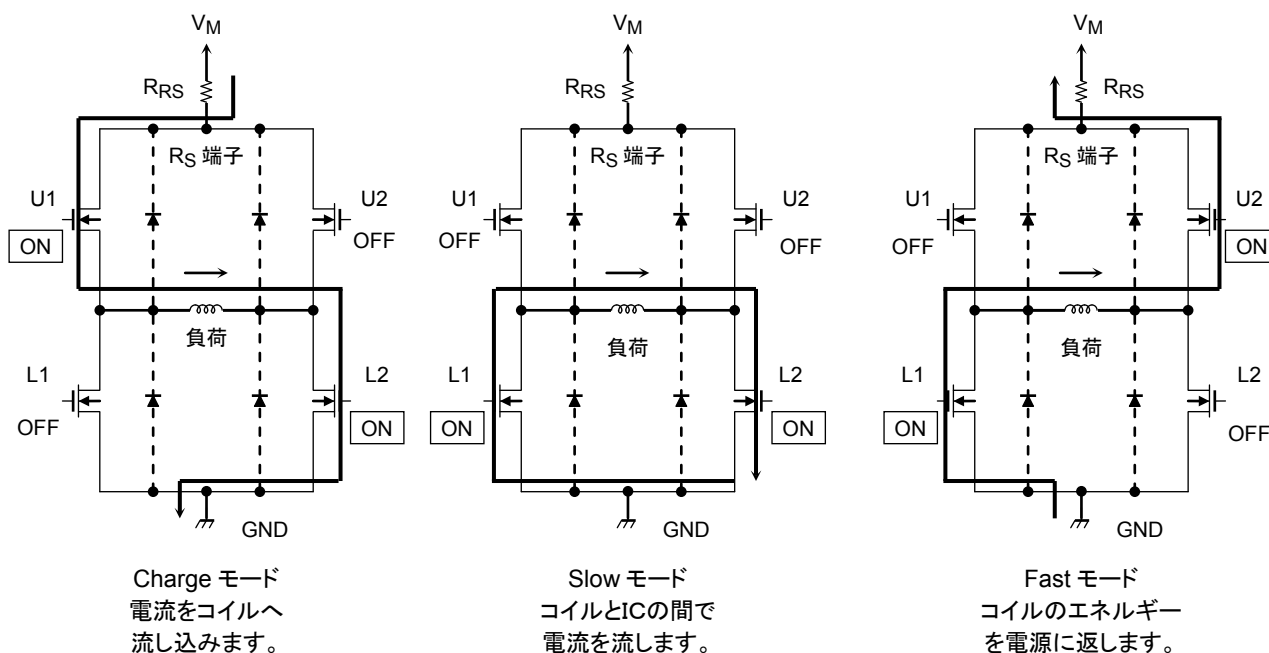 VM
RRS
RS 端子
U1
ON
U2
OFF
負荷
L1
OFF
L2
ON
GND
Charge モード
電流をコイルへ
流し込みます。
VM
RRS
RS 端子
U1
OFF
U2
OFF
負荷
L1
ON
L2
ON
GND
Slow モード
コイルとICの間で
電流を流します。
VM
RRS
RS 端子
U1
OFF
U2
ON
負荷
L1
ON
L2
OFF
GND
Fast モード
コイルのエネルギー
を電源に返します。